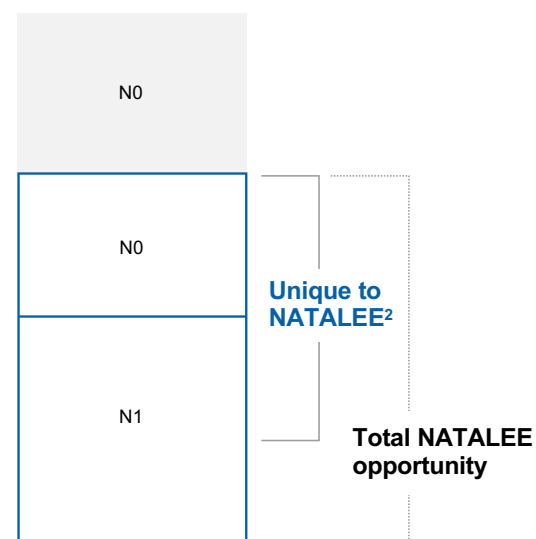 N0
N0
Unique to
NATALEE²
N1
Total NATALEE
opportunity